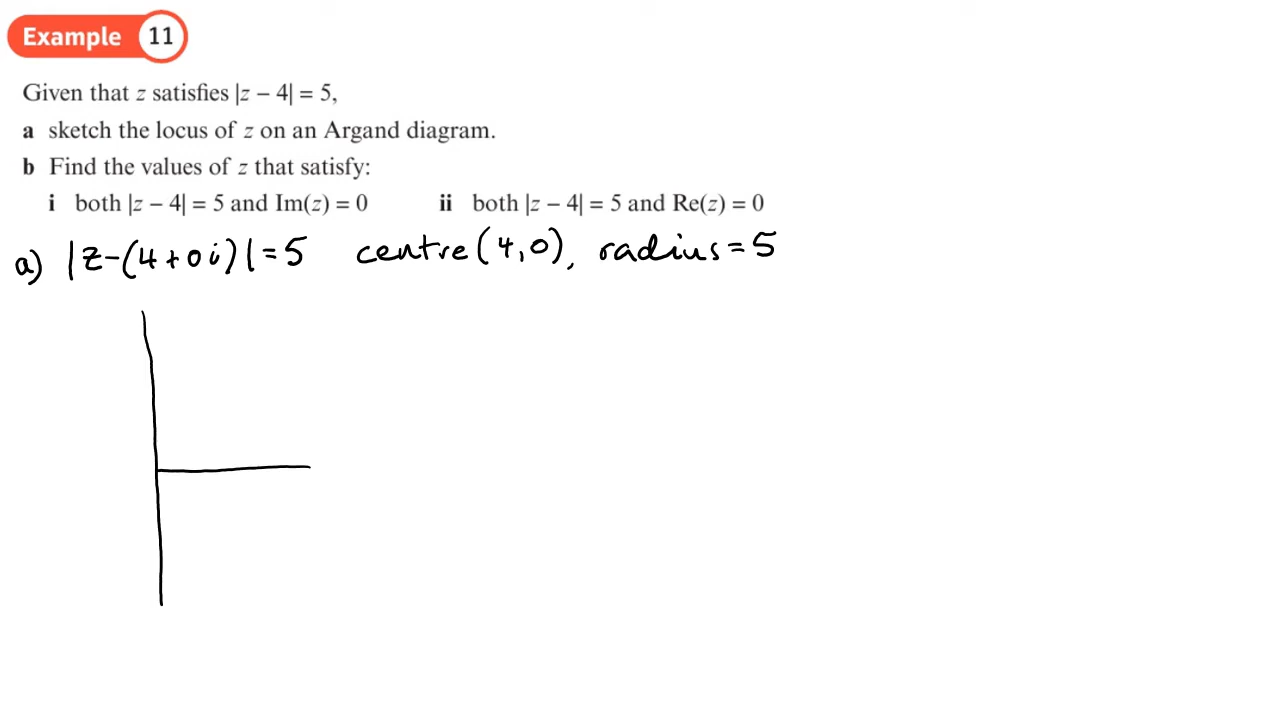 Example 11
Given that z satisfies |z − 4| = 5,
a sketch the locus of z on an Argand diagram.
b Find the values of z that satisfy:
i both |z − 4| = 5 and Im(z) = 0 ii both |z − 4| = 5 and Re(z) = 0
a) |z-(4+0i)|=5 centre(4,0), radius=5